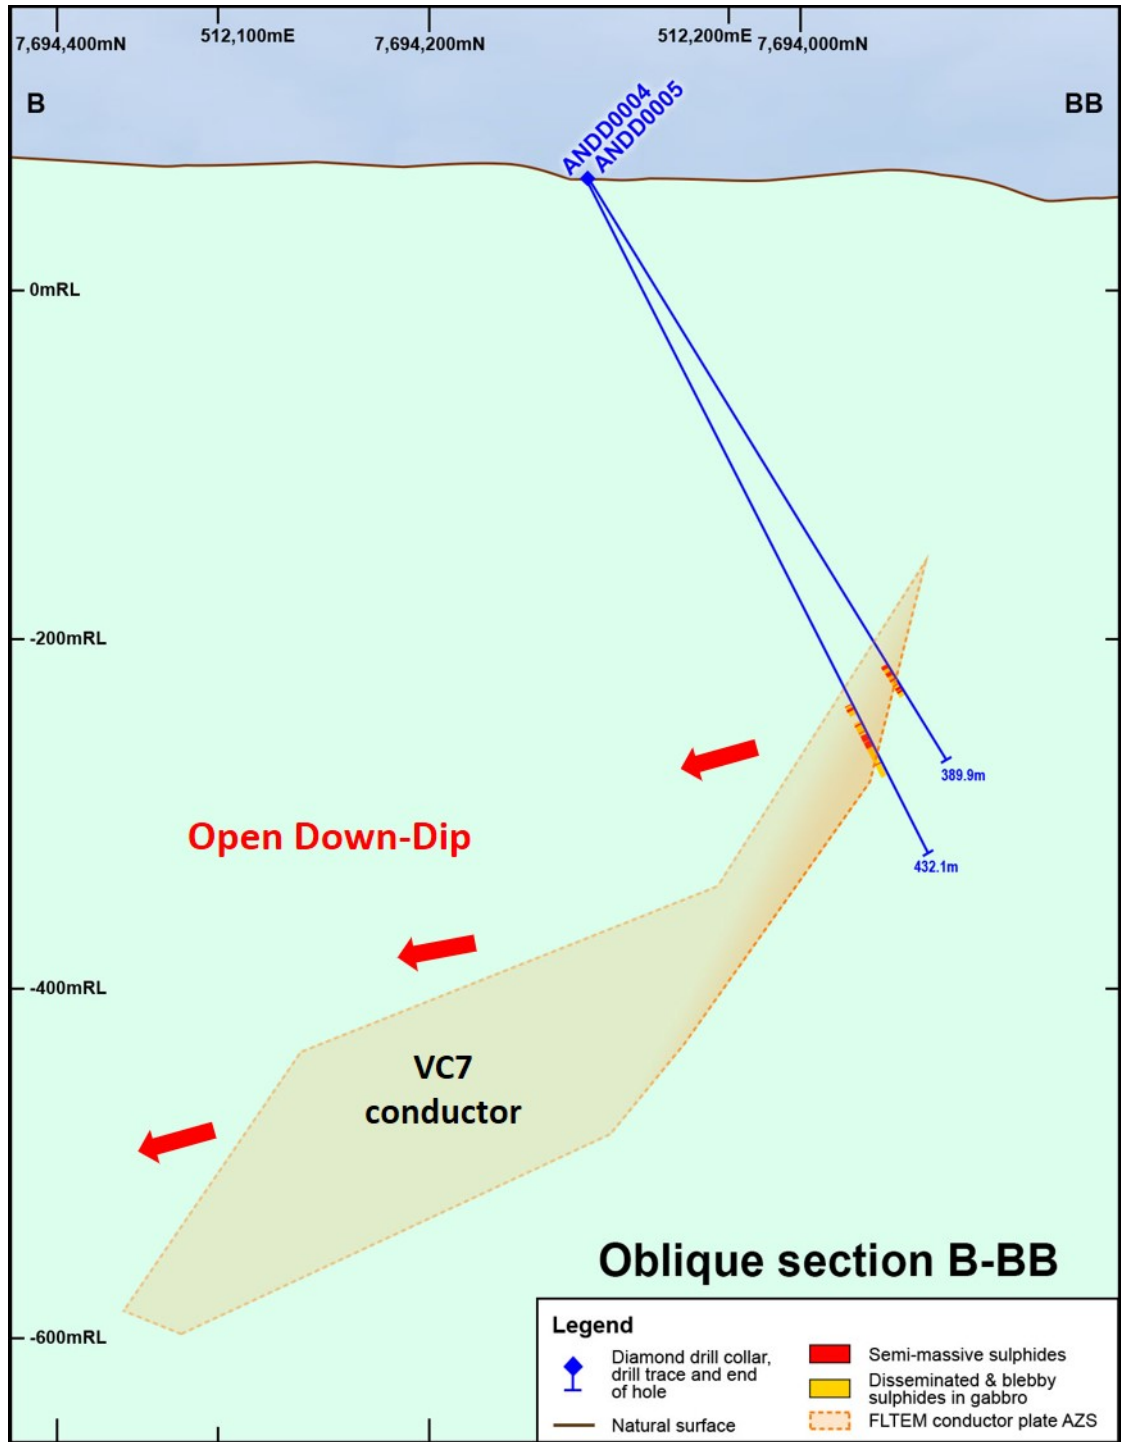 7,694,400mN
512,100mE
7,694,200mN
512,200mE
7,694,000mN
B
BB
ANDD0004
ANDD0005
0mRL
-200mRL
389.9m
Open Down-Dip
432.1m
-400mRL
VC7
conductor
Oblique section B-BB
-600mRL
Legend
Diamond drill collar,
drill trace and end
of hole
Natural surface
Semi-massive sulphides
Disseminated & blebby
sulphides in gabbro
FLTEM conductor plate AZS